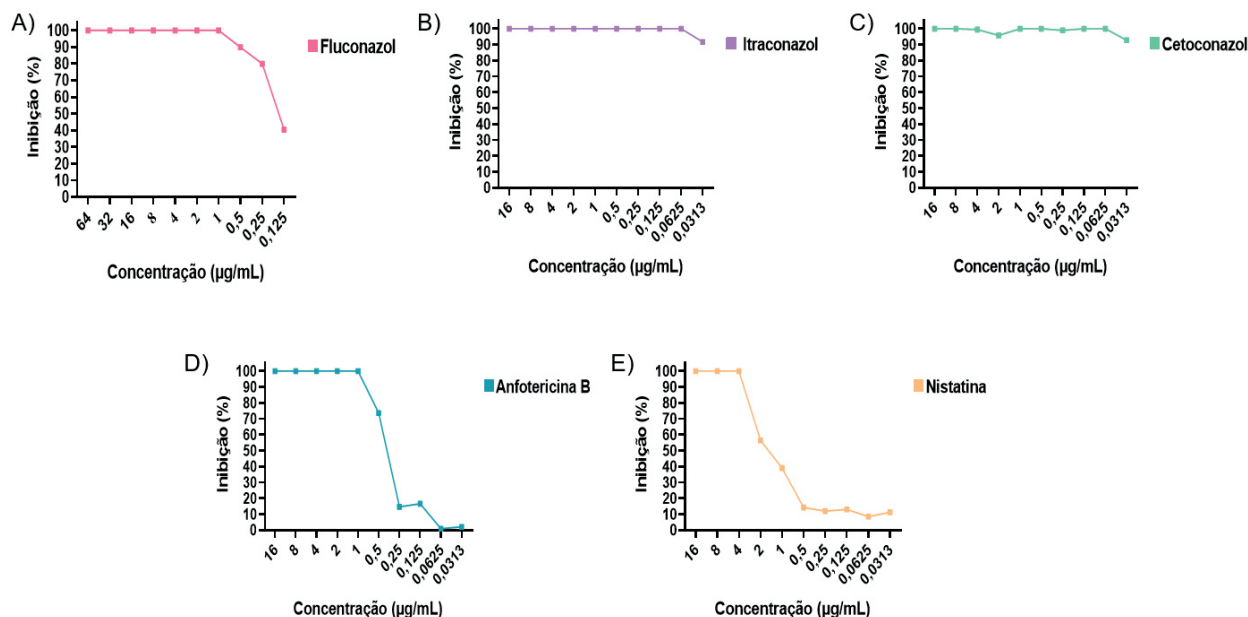 A)
Inibição (%)
100
90
80
70
60
50
40
30
20
10
0
64 32 16 8 4 2 1 0,5 0,25 0,125
Concentração (µg/mL)
Fluconazol
B)
Inibição (%)
100
90
80
70
60
50
40
30
20
10
0
16 8 4 2 1 0,5 0,25 0,125 0,0625 0,0313
Concentração (µg/mL)
Itraconazol
C)
Inibição (%)
100
90
80
70
60
50
40
30
20
10
0
16 8 4 2 1 0,5 0,25 0,125 0,0625 0,0313
Concentração (µg/mL)
Cetoconazol
D)
Inibição (%)
100
90
80
70
60
50
40
30
20
10
0
16 8 4 2 1 0,5 0,25 0,125 0,0625 0,0313
Concentração (µg/mL)
Anfotericina B
E)
Inibição (%)
100
90
80
70
60
50
40
30
20
10
0
16 8 4 2 1 0,5 0,25 0,125 0,0625 0,0313
Concentração (µg/mL)
Nistatina